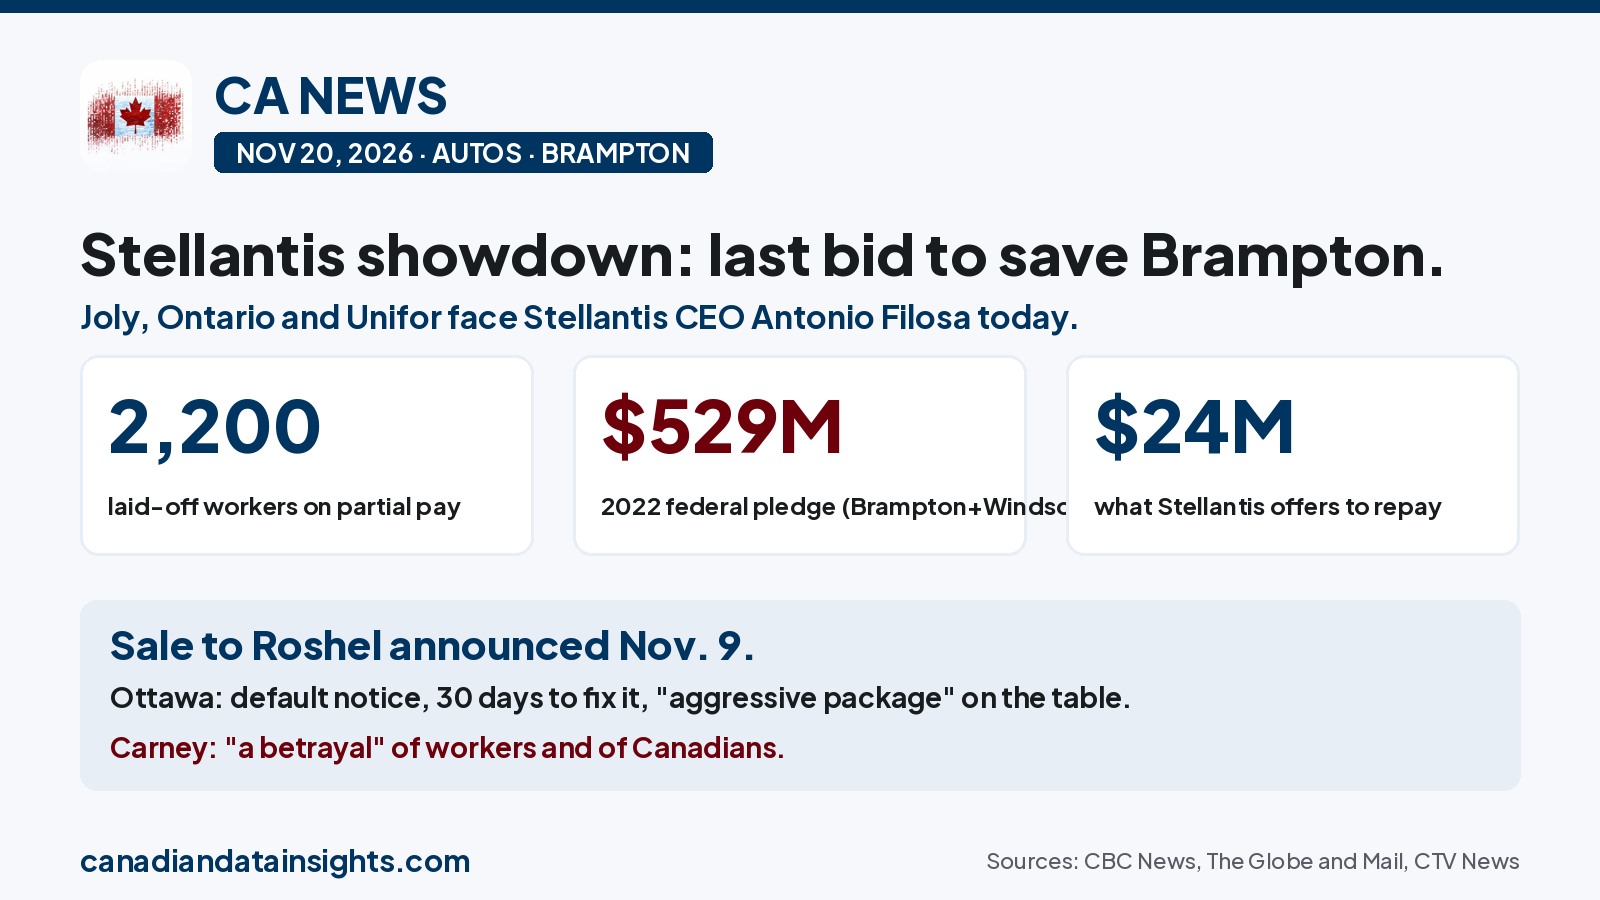 CA NEWS
NOV 20, 2026 · AUTOS · BRAMPTON
Stellantis showdown: last bid to save Brampton.
Joly, Ontario and Unifor face Stellantis CEO Antonio Filosa today.
2,200
laid-off workers on partial pay
$529M
2022 federal pledge
$24M
what Stellantis offers to repay
Sale to Roshel announced Nov. 9.
Ottawa: default notice, 30 days to fix it, "aggressive package" on the table.
Carney: "a betrayal" of workers and of Canadians.
canadiandatainsights.com
Sources: CBC News, The Globe and Mail, CTV News